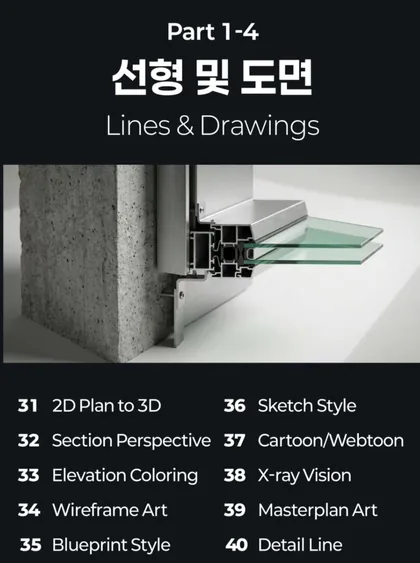 Part 1-4
선형 및 도면
Lines & Drawings
31 2D Plan to 3D
32 Section Perspective
33 Elevation Coloring
34 Wireframe Art
35 Blueprint Style
36 Sketch Style
37 Cartoon/Webtoon
38 X-ray Vision
39 Masterplan Art
40 Detail Line